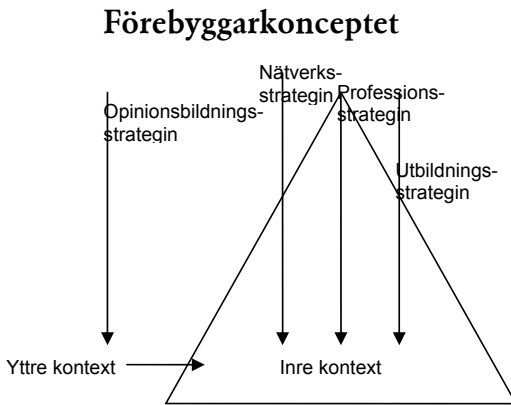 Förebyggarkonceptet
Opinionsbildnings-
strategin
Nätverks-
strategin
Professions-
strategin
Utbildnings-
strategin
Yttre kontext
Inre kontext